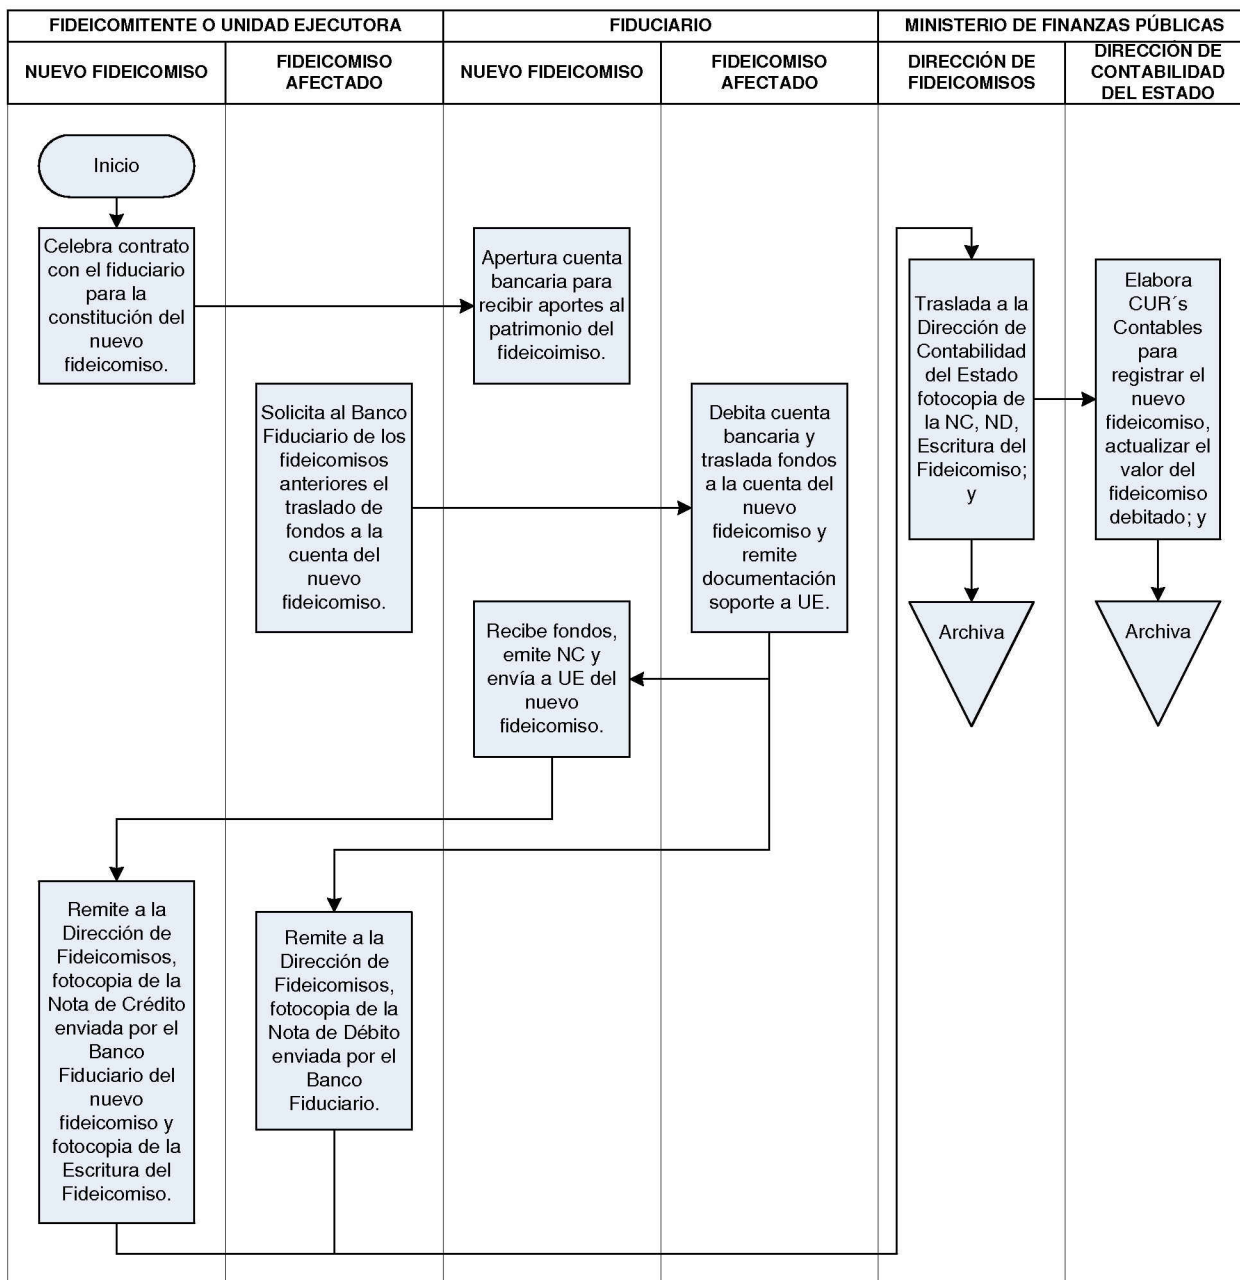 FIDEICOMITENTE O UNIDAD EJECUTORA
FIDUCIARIO
MINISTERIO DE FINANZAS PÚBLICAS
NUEVO FIDEICOMISO
FIDEICOMISO
AFECTADO
NUEVO FIDEICOMISO
FIDEICOMISO
AFECTADO
DIRECCIÓN DE
FIDEICOMISOS
DIRECCIÓN DE
CONTABILIDAD
DEL ESTADO
Inicio
Celebra contrato
con el fiduciario
para la
constitución del
nuevo
fideicomiso.
Apertura cuenta
bancaria para
recibir aportes al
patrimonio del
fideicoimiso.
Solicita al Banco
Fiduciario de los
fideicomisos
anteriores el
traslado de
fondos a la
cuenta del
nuevo
fideicomiso.
Debita cuenta
bancaria y
traslada fondos
a la cuenta del
nuevo
fideicomiso y
remite
documentación
soporte a UE.
Recibe fondos,
emite NC y
envía a UE del
nuevo
fideicomiso.
Remite a la
Dirección de
Fideicomisos,
fotocopia de la
Nota de Crédito
enviada por el
Banco
Fiduciario del
nuevo
fideicomiso y
fotocopia de la
Escritura del
Fideicomiso.
Remite a la
Dirección de
Fideicomisos,
fotocopia de la
Nota de Débito
enviada por el
Banco
Fiduciario.
Traslada a la
Dirección de
Contabilidad
del Estado
fotocopia de
la NC, ND,
Escritura del
Fideicomiso;
y
Elabora
CUR´s
Contables
para
registrar el
nuevo
fideicomiso,
actualizar el
valor del
fideicomiso
debitado; y
Archiva
Archiva